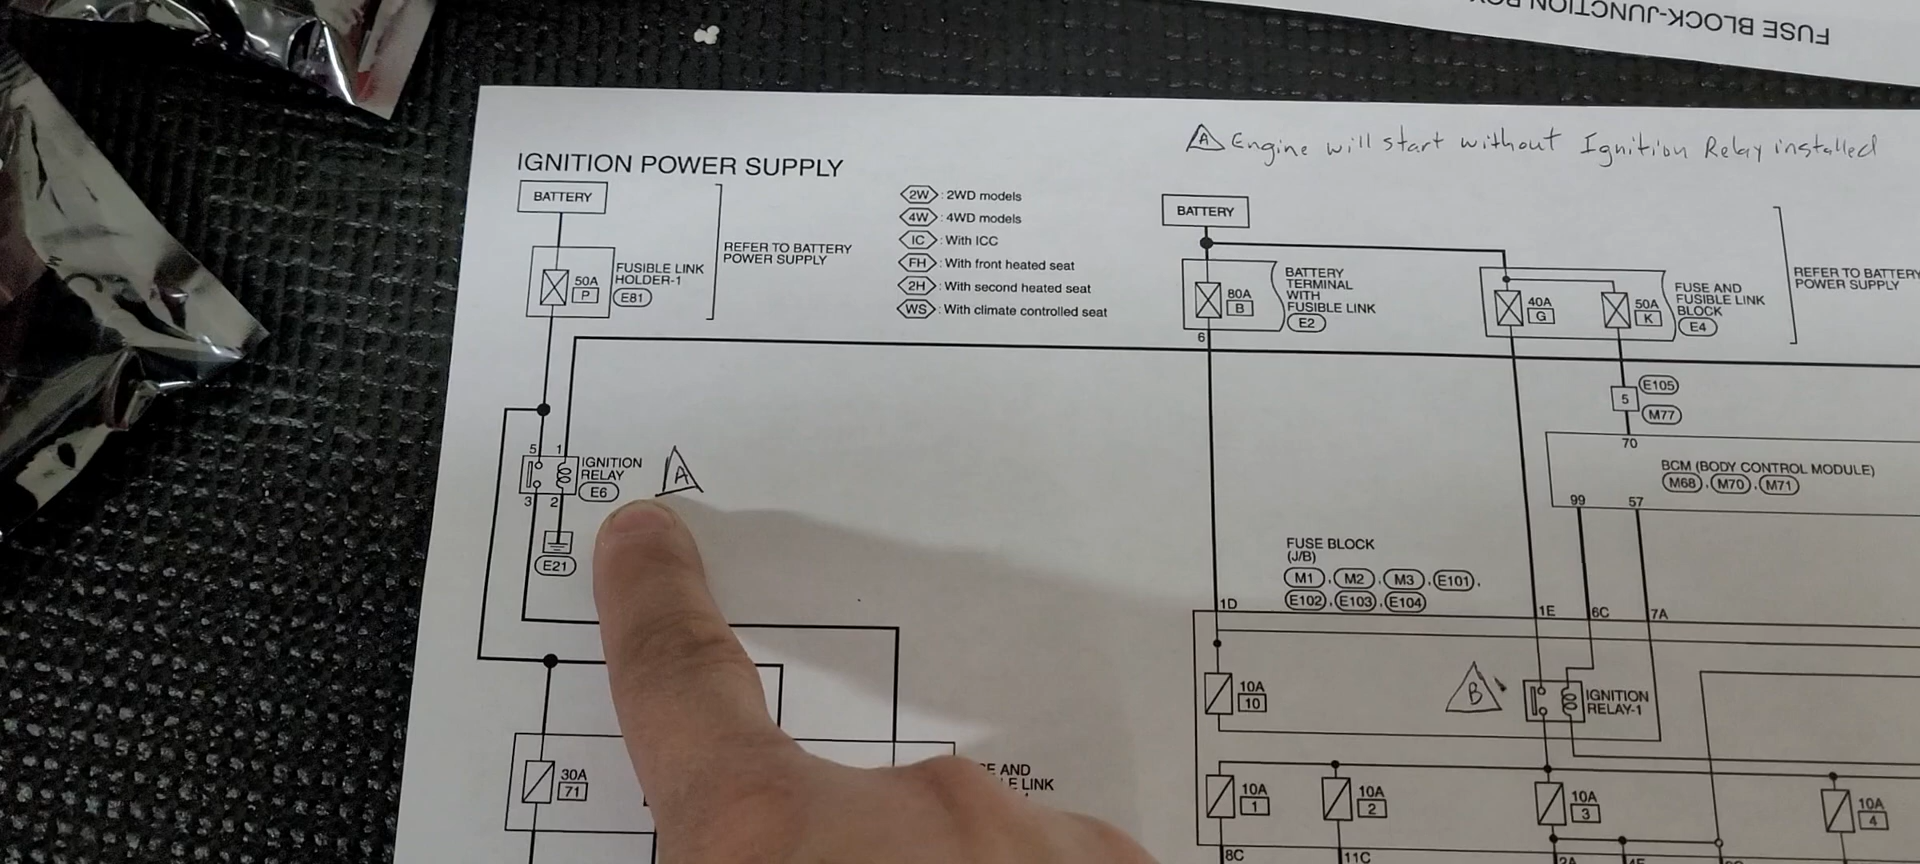 FUSE BLOCK-JUNCTION
A Engine will start without Ignition Relay installed
IGNITION POWER SUPPLY
BATTERY
50A
P
FUSIBLE LINK
HOLDER-1
E81
REFER TO BATTERY
POWER SUPPLY
2W : 2WD models
4W : 4WD models
IC : With ICC
FH : With front heated seat
2H : With second heated seat
WS : With climate controlled seat
BATTERY
80A
B
BATTERY
TERMINAL
WITH
FUSIBLE LINK
E2
6
40A
G
50A
K
FUSE AND
FUSIBLE LINK
BLOCK
E4
REFER TO BATTERY
POWER SUPPLY
E105
5
M77
70
BCM (BODY CONTROL MODULE)
M68 , M70 , M71
99
57
5
1
IGNITION
RELAY
E6
A
3
2
E21
FUSE BLOCK
(J/B)
M1 , M2 , M3 , E101 ,
E102 , E103 , E104
1D
1E
6C
7A
10A
10
B
IGNITION
RELAY-1
30A
71
AND
LINK
10A
1
10A
2
10A
3
10A
4
8C
11C
2A